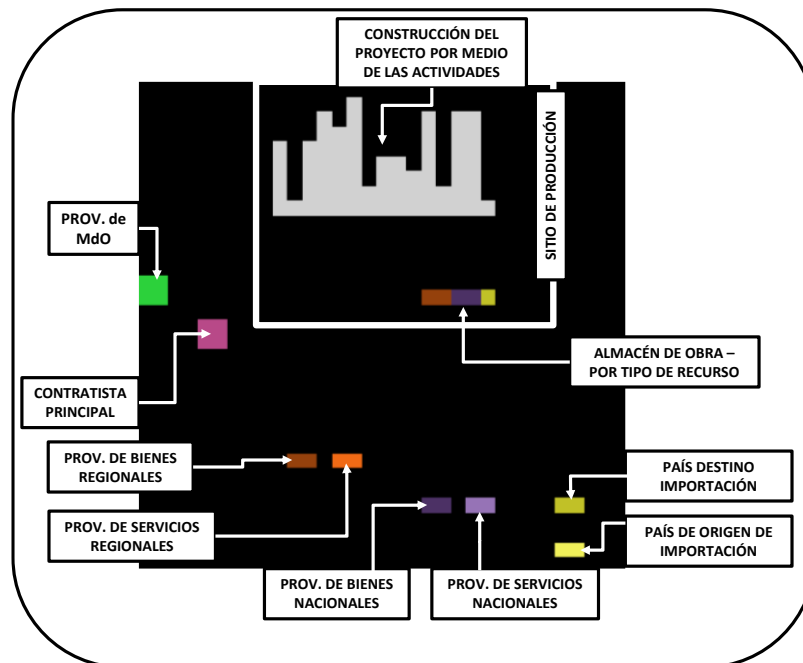 CONSTRUCCIÓN DEL
PROYECTO POR MEDIO
DE LAS ACTIVIDADES
SITIO DE PRODUCCIÓN
PROV. de
MdO
ALMACÉN DE OBRA –
POR TIPO DE RECURSO
CONTRATISTA
PRINCIPAL
PROV. DE BIENES
REGIONALES
PAÍS DESTINO
IMPORTACIÓN
PROV. DE SERVICIOS
REGIONALES
PAÍS DE ORIGEN DE
IMPORTACIÓN
PROV. DE BIENES
NACIONALES
PROV. DE SERVICIOS
NACIONALES